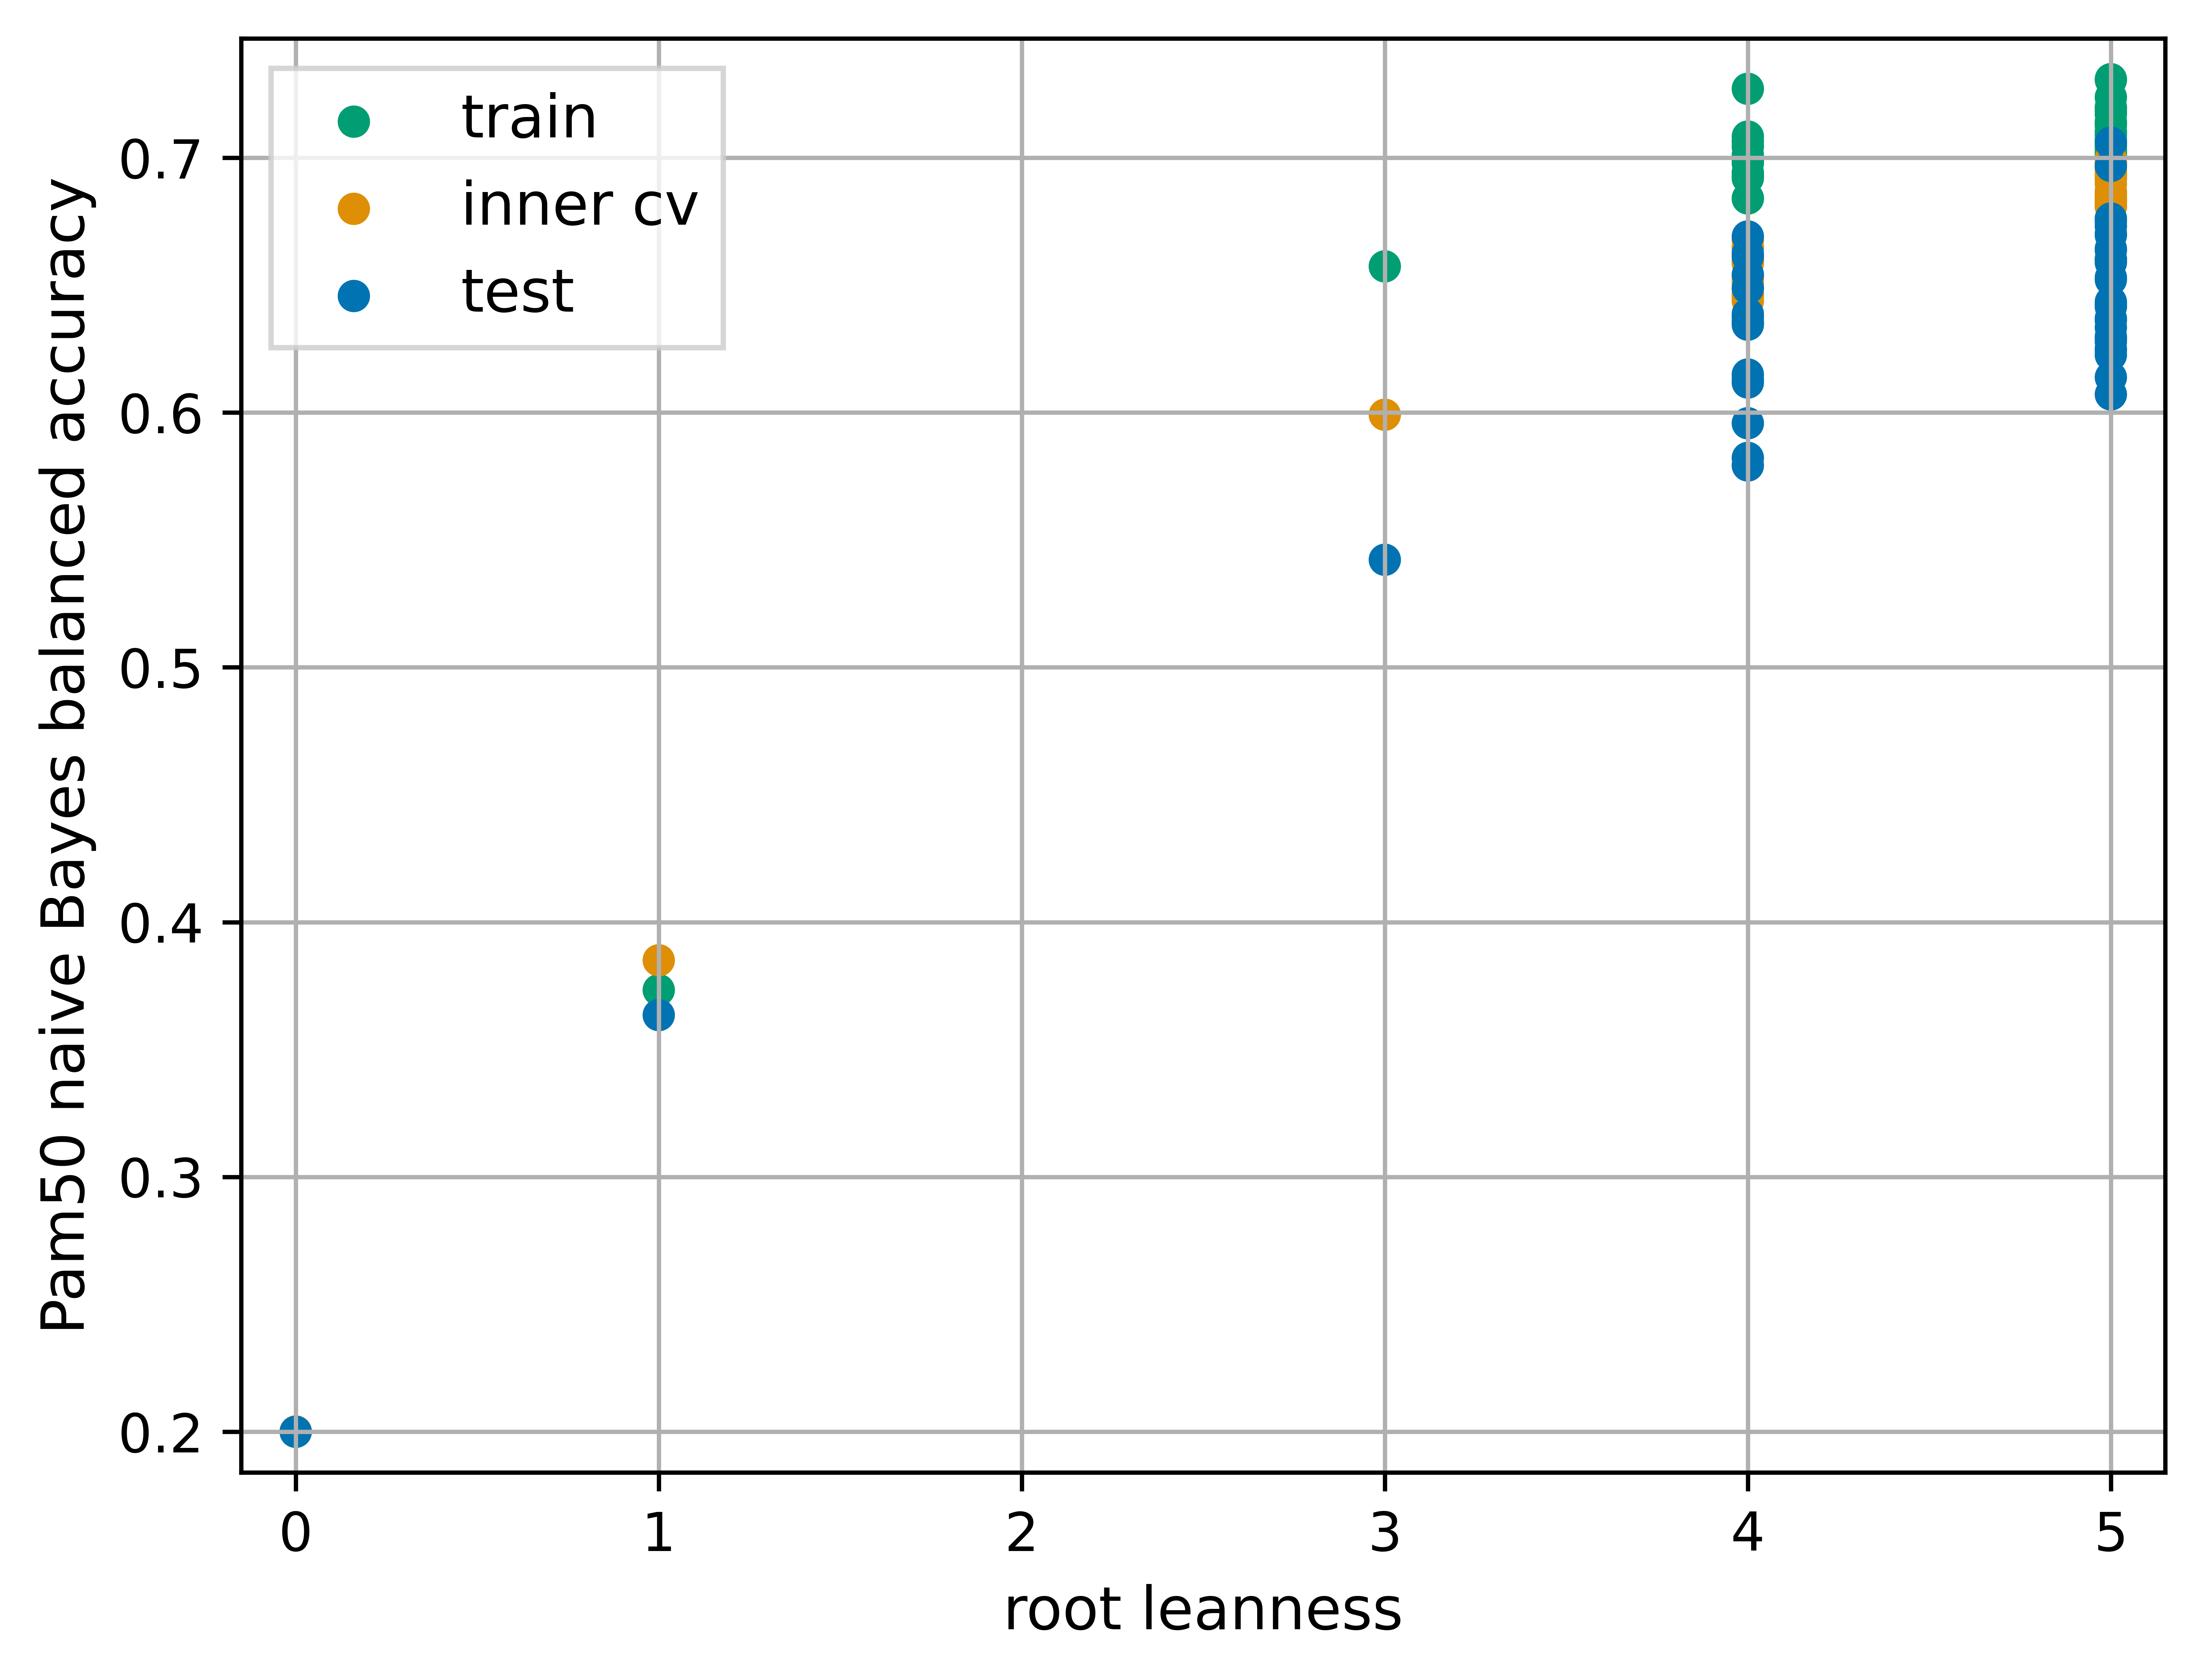 train
inner cv
test
Pam50 naive Bayes balanced accuracy
0.7
0.6
0.5
0.4
0.3
0.2
0 1 2 3 4 5
root leanness